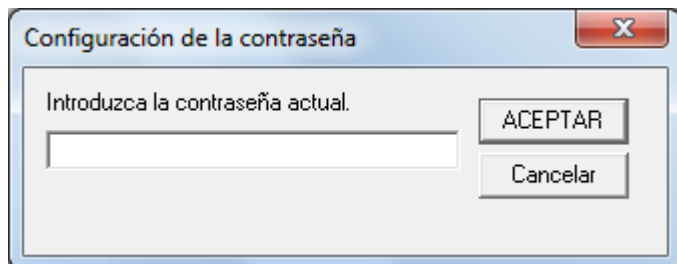 Configuración de la contraseña
Introduzca la contraseña actual.
ACEPTAR
Cancelar